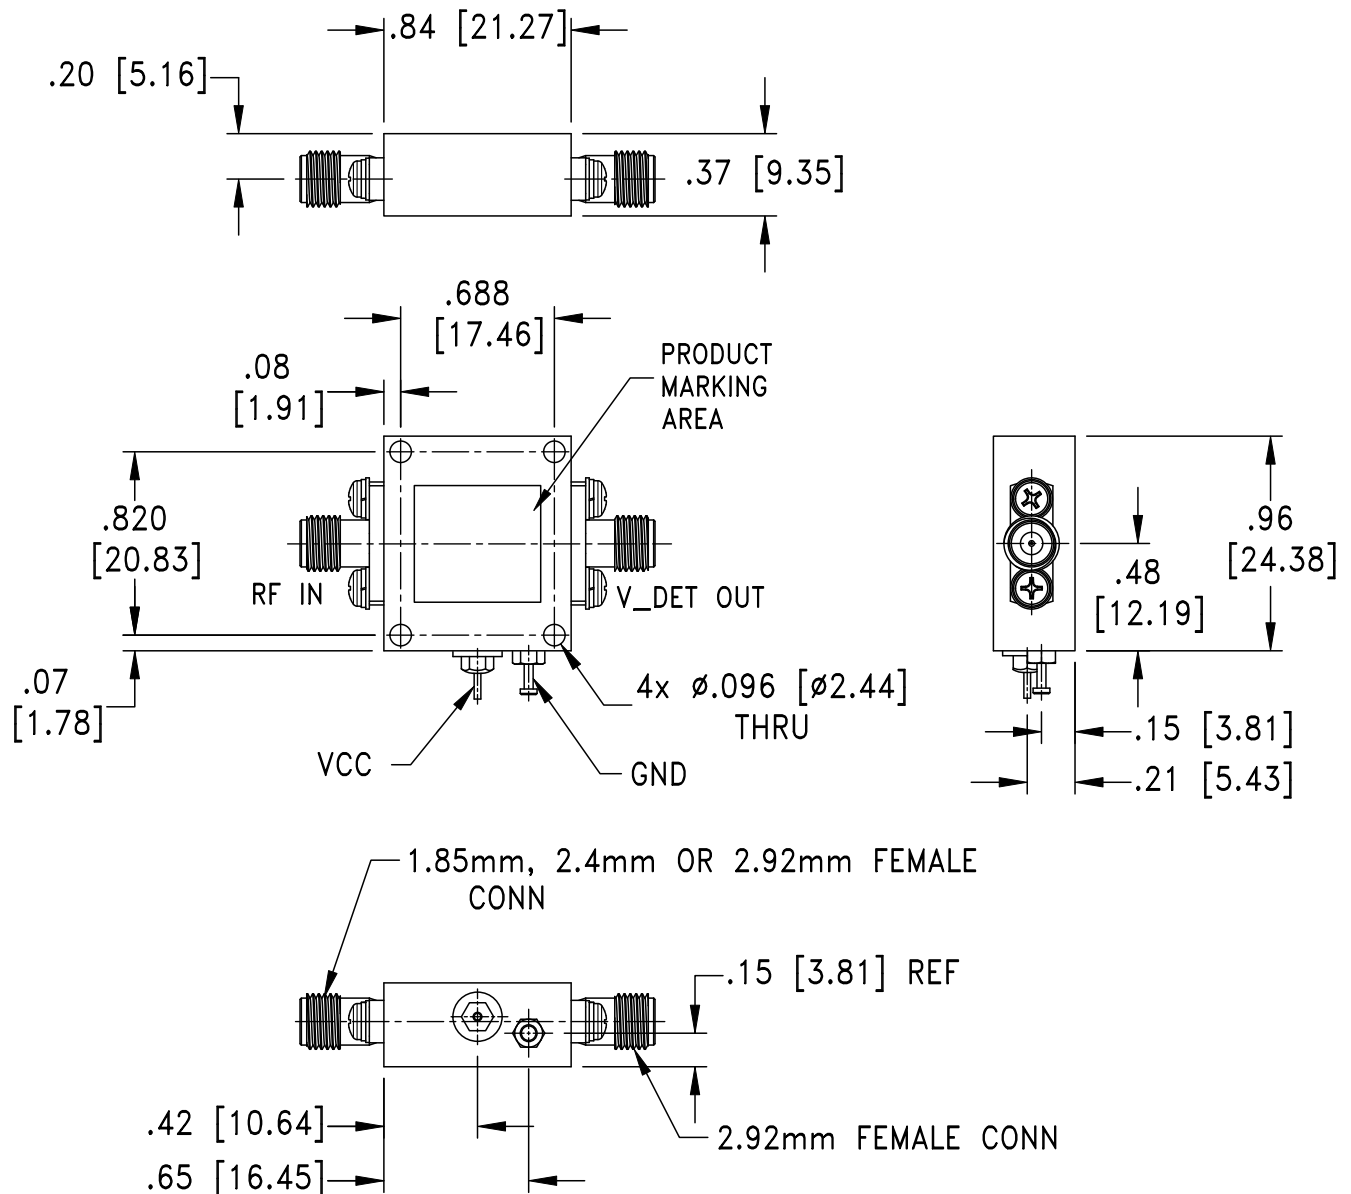 .84 [21.27]
.20 [5.16]
.37 [9.35]
.688
[17.46]
PRODUCT
MARKING
AREA
.08
[1.91]
.820
[20.83]
RF IN
V_DET OUT
.96
[24.38]
.48
[12.19]
.07
[1.78]
4x ø.096 [ø2.44]
THRU
VCC
GND
.15 [3.81]
.21 [5.43]
1.85mm, 2.4mm OR 2.92mm FEMALE
CONN
.15 [3.81] REF
.42 [10.64]
2.92mm FEMALE CONN
.65 [16.45]